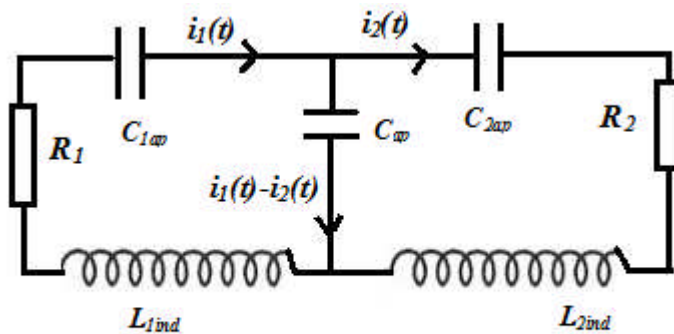 i1(t)
i2(t)
C1ap
Cap
C2ap
R1
R2
i1(t)-i2(t)
L1ind
L2ind